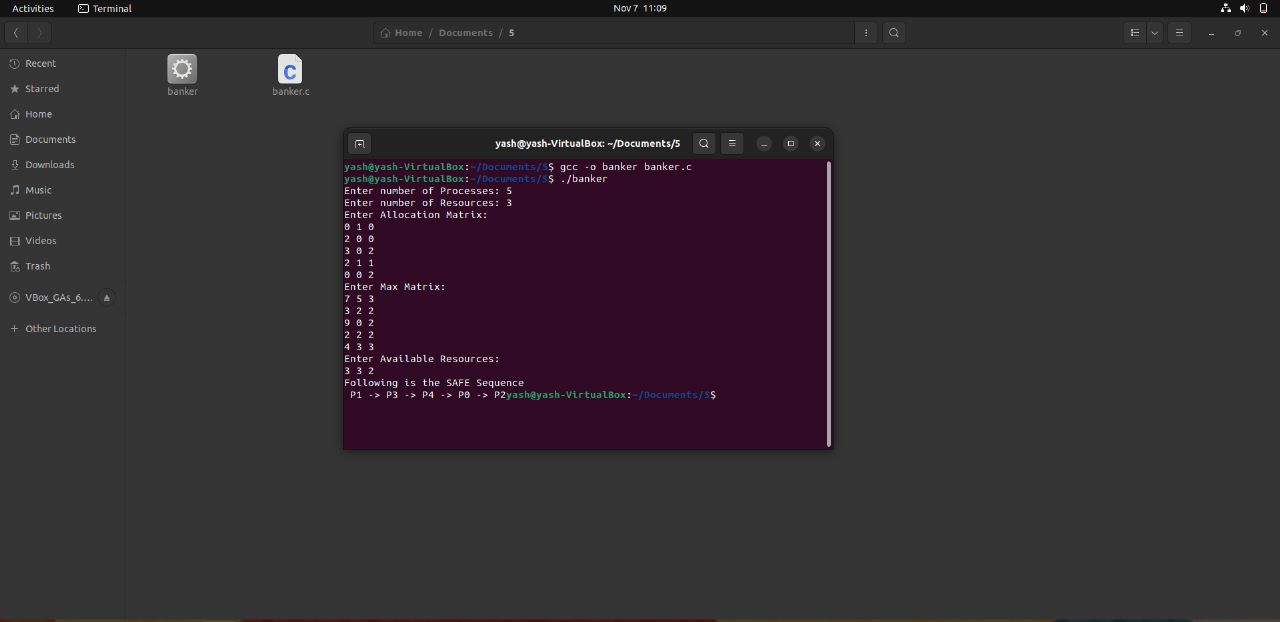 Activities Terminal Nov 7 11:09
Home / Documents / 5
Recent
Starred
Home
Documents
Downloads
Music
Pictures
Videos
Trash
VBox_GAs_6....
Other Locations
banker banker.c
C
yash@yash-VirtualBox: ~/Documents/5
yash@yash-VirtualBox:~/Documents/5$ gcc -o banker banker.c
yash@yash-VirtualBox:~/Documents/5$ ./banker
Enter number of Processes: 5
Enter number of Resources: 3
Enter Allocation Matrix:
0 1 0
2 0 0
3 0 2
2 1 1
0 0 2
Enter Max Matrix:
7 5 3
3 2 2
9 0 2
2 2 2
4 3 3
Enter Available Resources:
3 3 2
Following is the SAFE Sequence
P1 -> P3 -> P4 -> P0 -> P2yash@yash-VirtualBox:~/Documents/5$